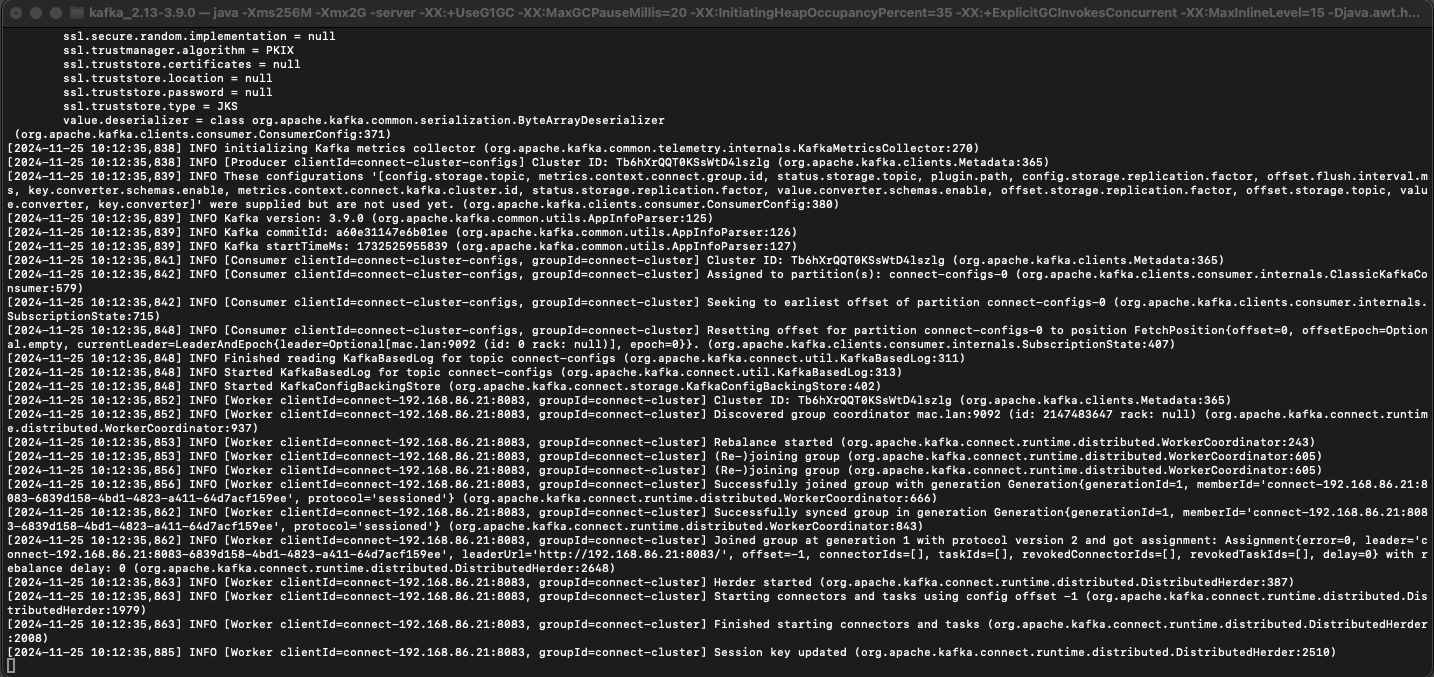 kafka_2.13-3.9.0 — java -Xms256M -Xmx2G -server -XX:+UseG1GC -XX:MaxGCPauseMillis=20 -XX:InitiatingHeapOccupancyPercent=35 -XX:+ExplicitGCInvokesConcurrent -XX:MaxInlineLevel=15 -Djava.awt.h...
ssl.secure.random.implementation = null
ssl.trustmanager.algorithm = PKIX
ssl.truststore.certificates = null
ssl.truststore.location = null
ssl.truststore.password = null
ssl.truststore.type = JKS
value.deserializer = class org.apache.kafka.common.serialization.ByteArrayDeserializer
(org.apache.kafka.clients.consumer.ConsumerConfig:371)
[2024-11-25 10:12:35,838] INFO initializing Kafka metrics collector (org.apache.kafka.common.telemetry.internals.KafkaMetricsCollector:270)
[2024-11-25 10:12:35,838] INFO [Producer clientId=connect-cluster-configs] Cluster ID: Tb6hXrQQT0KSsWtD4lszlg (org.apache.kafka.clients.Metadata:365)
[2024-11-25 10:12:35,839] INFO These configurations '[config.storage.topic, metrics.context.connect.group.id, status.storage.topic, plugin.path, config.storage.replication.factor, offset.flush.interval.m
s, key.converter.schemas.enable, metrics.context.connect.kafka.cluster.id, status.storage.replication.factor, value.converter.schemas.enable, offset.storage.replication.factor, offset.storage.topic, valu
e.converter, key.converter]' were supplied but are not used yet. (org.apache.kafka.clients.consumer.ConsumerConfig:380)
[2024-11-25 10:12:35,839] INFO Kafka version: 3.9.0 (org.apache.kafka.common.utils.AppInfoParser:125)
[2024-11-25 10:12:35,839] INFO Kafka commitId: a60e31147e6b01ee (org.apache.kafka.common.utils.AppInfoParser:126)
[2024-11-25 10:12:35,839] INFO Kafka startTimeMs: 1732525955839 (org.apache.kafka.common.utils.AppInfoParser:127)
[2024-11-25 10:12:35,841] INFO [Consumer clientId=connect-cluster-configs, groupId=connect-cluster] Cluster ID: Tb6hXrQQT0KSsWtD4lszlg (org.apache.kafka.clients.Metadata:365)
[2024-11-25 10:12:35,842] INFO [Consumer clientId=connect-cluster-configs, groupId=connect-cluster] Assigned to partition(s): connect-configs-0 (org.apache.kafka.clients.consumer.internals.ClassicKafkaCo
nsumer:579)
[2024-11-25 10:12:35,842] INFO [Consumer clientId=connect-cluster-configs, groupId=connect-cluster] Seeking to earliest offset of partition connect-configs-0 (org.apache.kafka.clients.consumer.internals.
SubscriptionState:715)
[2024-11-25 10:12:35,848] INFO [Consumer clientId=connect-cluster-configs, groupId=connect-cluster] Resetting offset for partition connect-configs-0 to position FetchPosition{offset=0, offsetEpoch=Option
al.empty, currentLeader=LeaderAndEpoch{leader=Optional[mac.lan:9092 (id: 0 rack: null)], epoch=0}}. (org.apache.kafka.clients.consumer.internals.SubscriptionState:407)
[2024-11-25 10:12:35,848] INFO Finished reading KafkaBasedLog for topic connect-configs (org.apache.kafka.connect.util.KafkaBasedLog:311)
[2024-11-25 10:12:35,848] INFO Started KafkaBasedLog for topic connect-configs (org.apache.kafka.connect.util.KafkaBasedLog:313)
[2024-11-25 10:12:35,848] INFO Started KafkaConfigBackingStore (org.apache.kafka.connect.storage.KafkaConfigBackingStore:402)
[2024-11-25 10:12:35,852] INFO [Worker clientId=connect-192.168.86.21:8083, groupId=connect-cluster] Cluster ID: Tb6hXrQQT0KSsWtD4lszlg (org.apache.kafka.clients.Metadata:365)
[2024-11-25 10:12:35,852] INFO [Worker clientId=connect-192.168.86.21:8083, groupId=connect-cluster] Discovered group coordinator mac.lan:9092 (id: 2147483647 rack: null) (org.apache.kafka.connect.runtim
e.distributed.WorkerCoordinator:937)
[2024-11-25 10:12:35,853] INFO [Worker clientId=connect-192.168.86.21:8083, groupId=connect-cluster] Rebalance started (org.apache.kafka.connect.runtime.distributed.WorkerCoordinator:243)
[2024-11-25 10:12:35,853] INFO [Worker clientId=connect-192.168.86.21:8083, groupId=connect-cluster] (Re-)joining group (org.apache.kafka.connect.runtime.distributed.WorkerCoordinator:605)
[2024-11-25 10:12:35,856] INFO [Worker clientId=connect-192.168.86.21:8083, groupId=connect-cluster] (Re-)joining group (org.apache.kafka.connect.runtime.distributed.WorkerCoordinator:605)
[2024-11-25 10:12:35,856] INFO [Worker clientId=connect-192.168.86.21:8083, groupId=connect-cluster] Successfully joined group with generation Generation{generationId=1, memberId='connect-192.168.86.21:8
083-6839d158-4bd1-4823-a411-64d7acf159ee', protocol='sessioned'} (org.apache.kafka.connect.runtime.distributed.WorkerCoordinator:666)
[2024-11-25 10:12:35,862] INFO [Worker clientId=connect-192.168.86.21:8083, groupId=connect-cluster] Successfully synced group in generation Generation{generationId=1, memberId='connect-192.168.86.21:808
3-6839d158-4bd1-4823-a411-64d7acf159ee', protocol='sessioned'} (org.apache.kafka.connect.runtime.distributed.WorkerCoordinator:843)
[2024-11-25 10:12:35,862] INFO [Worker clientId=connect-192.168.86.21:8083, groupId=connect-cluster] Joined group at generation 1 with protocol version 2 and got assignment: Assignment{error=0, leader='c
onnect-192.168.86.21:8083-6839d158-4bd1-4823-a411-64d7acf159ee', leaderUrl='http://192.168.86.21:8083/', offset=-1, connectorIds=[], taskIds=[], revokedConnectorIds=[], revokedTaskIds=[], delay=0} with r
ebalance delay: 0 (org.apache.kafka.connect.runtime.distributed.DistributedHerder:2648)
[2024-11-25 10:12:35,863] INFO [Worker clientId=connect-192.168.86.21:8083, groupId=connect-cluster] Herder started (org.apache.kafka.connect.runtime.distributed.DistributedHerder:387)
[2024-11-25 10:12:35,863] INFO [Worker clientId=connect-192.168.86.21:8083, groupId=connect-cluster] Starting connectors and tasks using config offset -1 (org.apache.kafka.connect.runtime.distributed.Dis
tributedHerder:1979)
[2024-11-25 10:12:35,863] INFO [Worker clientId=connect-192.168.86.21:8083, groupId=connect-cluster] Finished starting connectors and tasks (org.apache.kafka.connect.runtime.distributed.DistributedHerder
:2008)
[2024-11-25 10:12:35,885] INFO [Worker clientId=connect-192.168.86.21:8083, groupId=connect-cluster] Session key updated (org.apache.kafka.connect.runtime.distributed.DistributedHerder:2510)